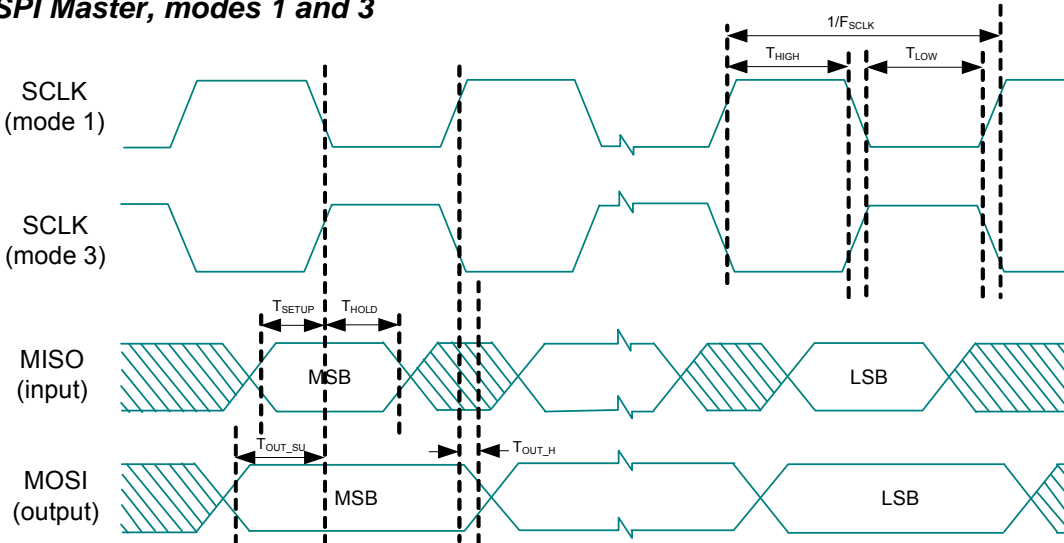 SPI Master, modes 1 and 3
1/FSCLK
THIGH
TLOW
SCLK
(mode 1)
SCLK
(mode 3)
TSETUP
THOLD
MISO
(input)
MSB
LSB
TOUT_SU
TOUT_H
MOSI
(output)
MSB
LSB